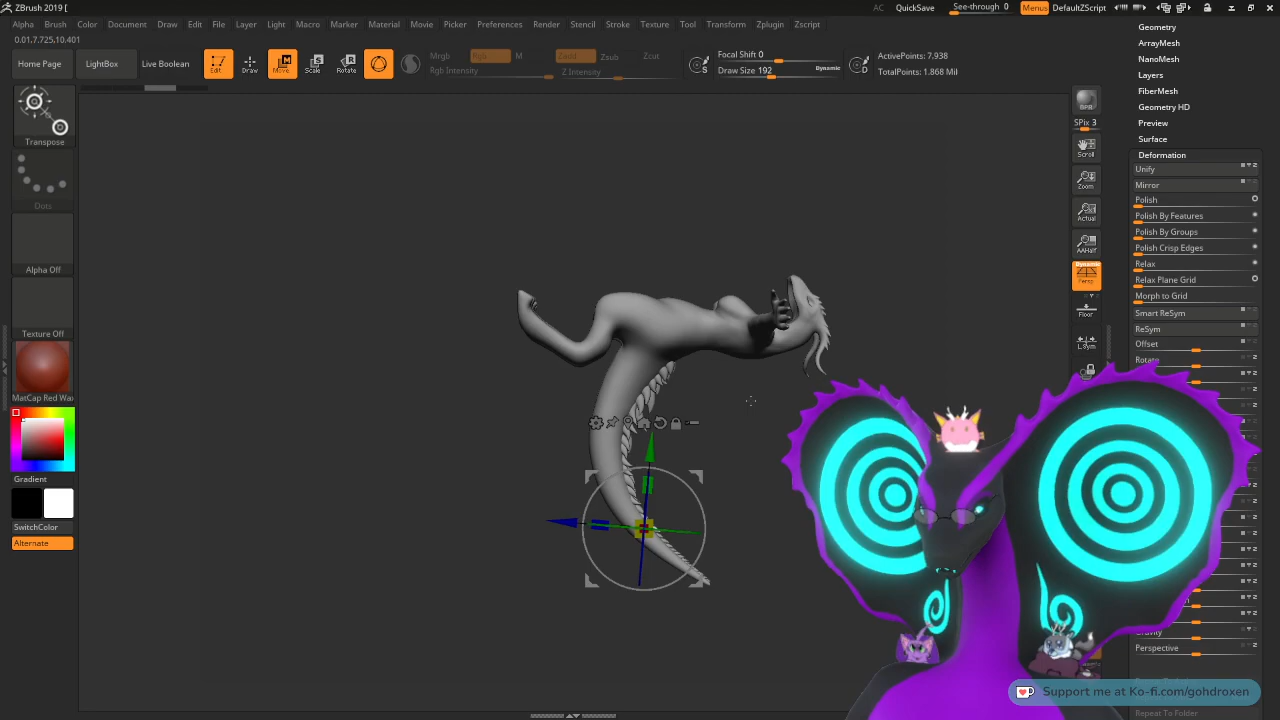 ZBrush 2019 [
AC QuickSave See-through 0 Menus DefaultZScript
Alpha Brush Color Document Draw Edit File Layer Light Macro Marker Material Movie Picker Preferences Render Stencil Stroke Texture Tool Transform Zplugin Zscript
0.01,7.725,10.401
Home Page LightBox Live Boolean Edit Draw Move Scale Rotate
Mrgb Rgb M
Rgb Intensity
Zadd Zsub Zcut
Z Intensity
Focal Shift 0
Draw Size 192 Dynamic
ActivePoints: 7.938
TotalPoints: 1.868 Mil
Transpose
Dots
Alpha Off
Texture Off
MatCap Red Wax
Gradient
SwitchColor
Alternate
BPR
SPix 3
Scroll
Zoom
Actual
AAHalf
Dynamic
Persp
Floor
L.Sym
Geometry
ArrayMesh
NanoMesh
Layers
FiberMesh
Geometry HD
Preview
Surface
Deformation
Unify
Mirror
Polish
Polish By Features
Polish By Groups
Polish Crisp Edges
Relax
Relax Plane Grid
Morph to Grid
Smart ReSym
ReSym
Offset
Rotate
Gravity
Perspective
Support me at Ko-fi.com/gohdroxen
Repeat To Folder